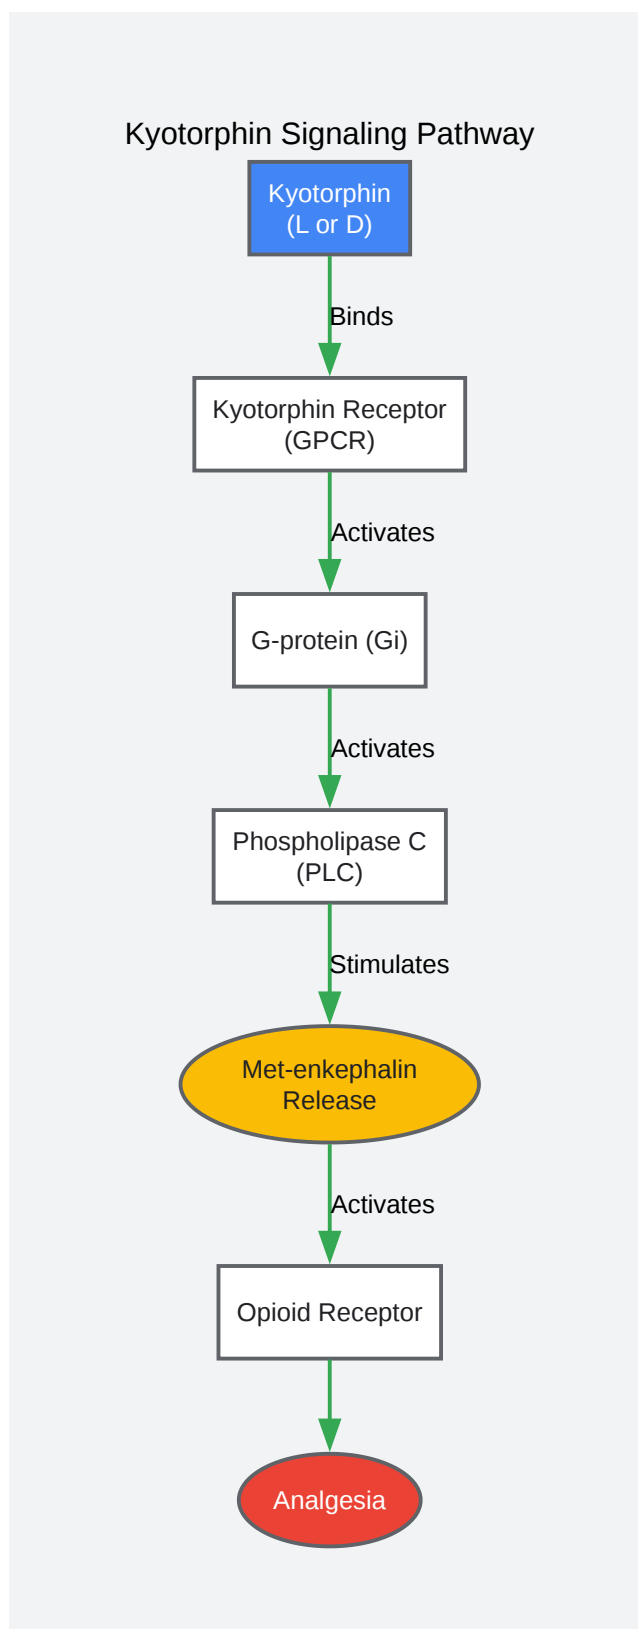 Kyotorphin Signaling Pathway
Kyotorphin
(L or D)
Binds
Kyotorphin Receptor
(GPCR)
Activates
G-protein (Gi)
Activates
Phospholipase C
(PLC)
Stimulates
Met-enkephalin
Release
Activates
Opioid Receptor
Analgesia